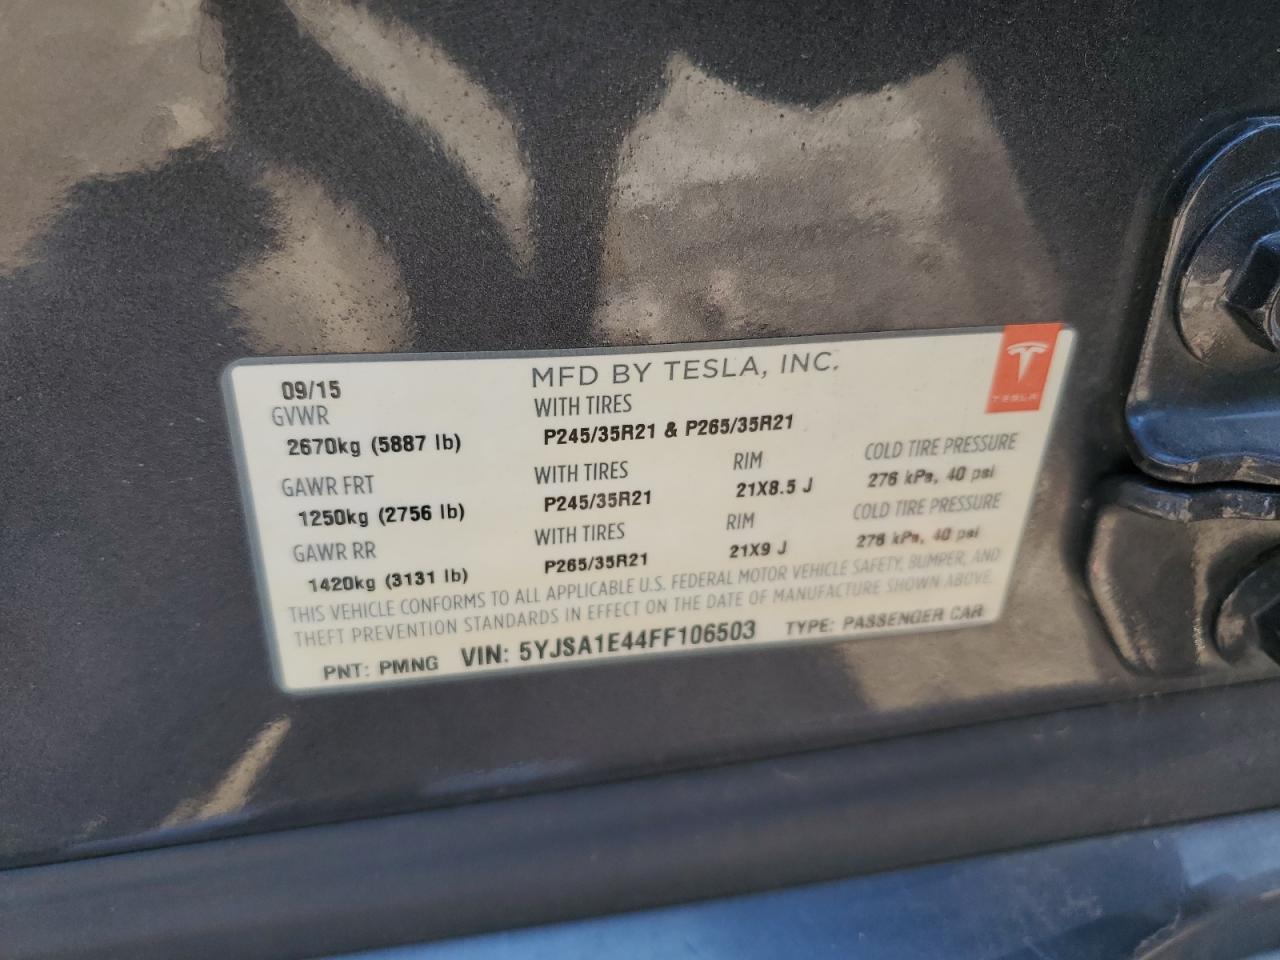 09/15 MFD BY TESLA, INC.
TESLA
GVWR WITH TIRES
2670kg (5887 lb) P245/35R21 & P265/35R21
GAWR FRT WITH TIRES RIM COLD TIRE PRESSURE
1250kg (2756 lb) P245/35R21 21X8.5 J 276 kPa, 40 psi
GAWR RR WITH TIRES RIM COLD TIRE PRESSURE
1420kg (3131 lb) P265/35R21 21X9 J 276 kPa, 40 psi
THIS VEHICLE CONFORMS TO ALL APPLICABLE U.S. FEDERAL MOTOR VEHICLE SAFETY, BUMPER, AND
THEFT PREVENTION STANDARDS IN EFFECT ON THE DATE OF MANUFACTURE SHOWN ABOVE.
PNT: PMNG VIN: 5YJSA1E44FF106503 TYPE: PASSENGER CAR